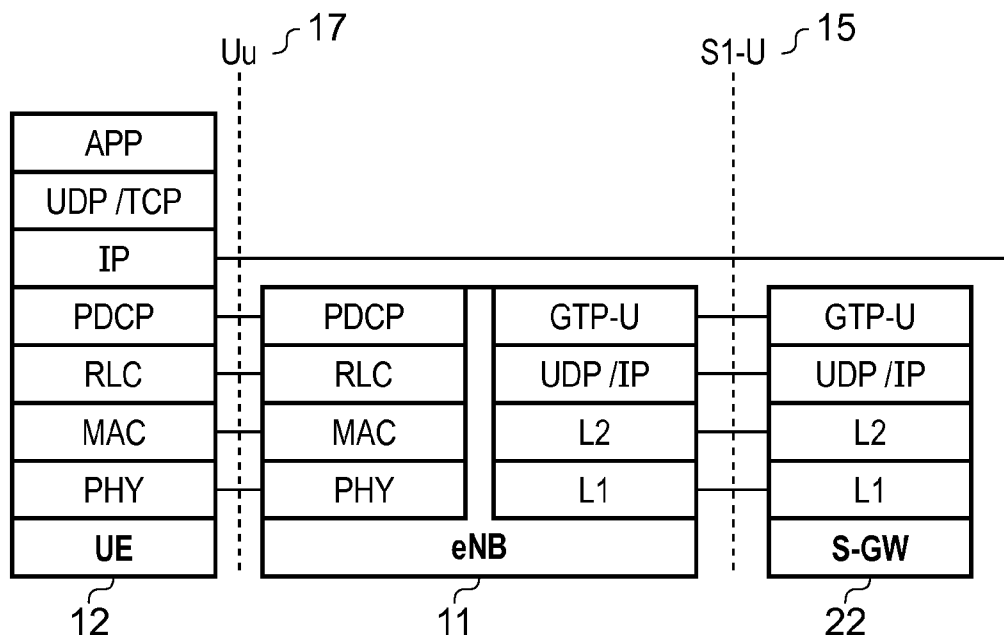 Uu 17
S1-U 15
APP
UDP /TCP
IP
PDCP PDCP GTP-U GTP-U
RLC RLC UDP /IP UDP /IP
MAC MAC L2 L2
PHY PHY L1 L1
UE eNB S-GW
12 11 22